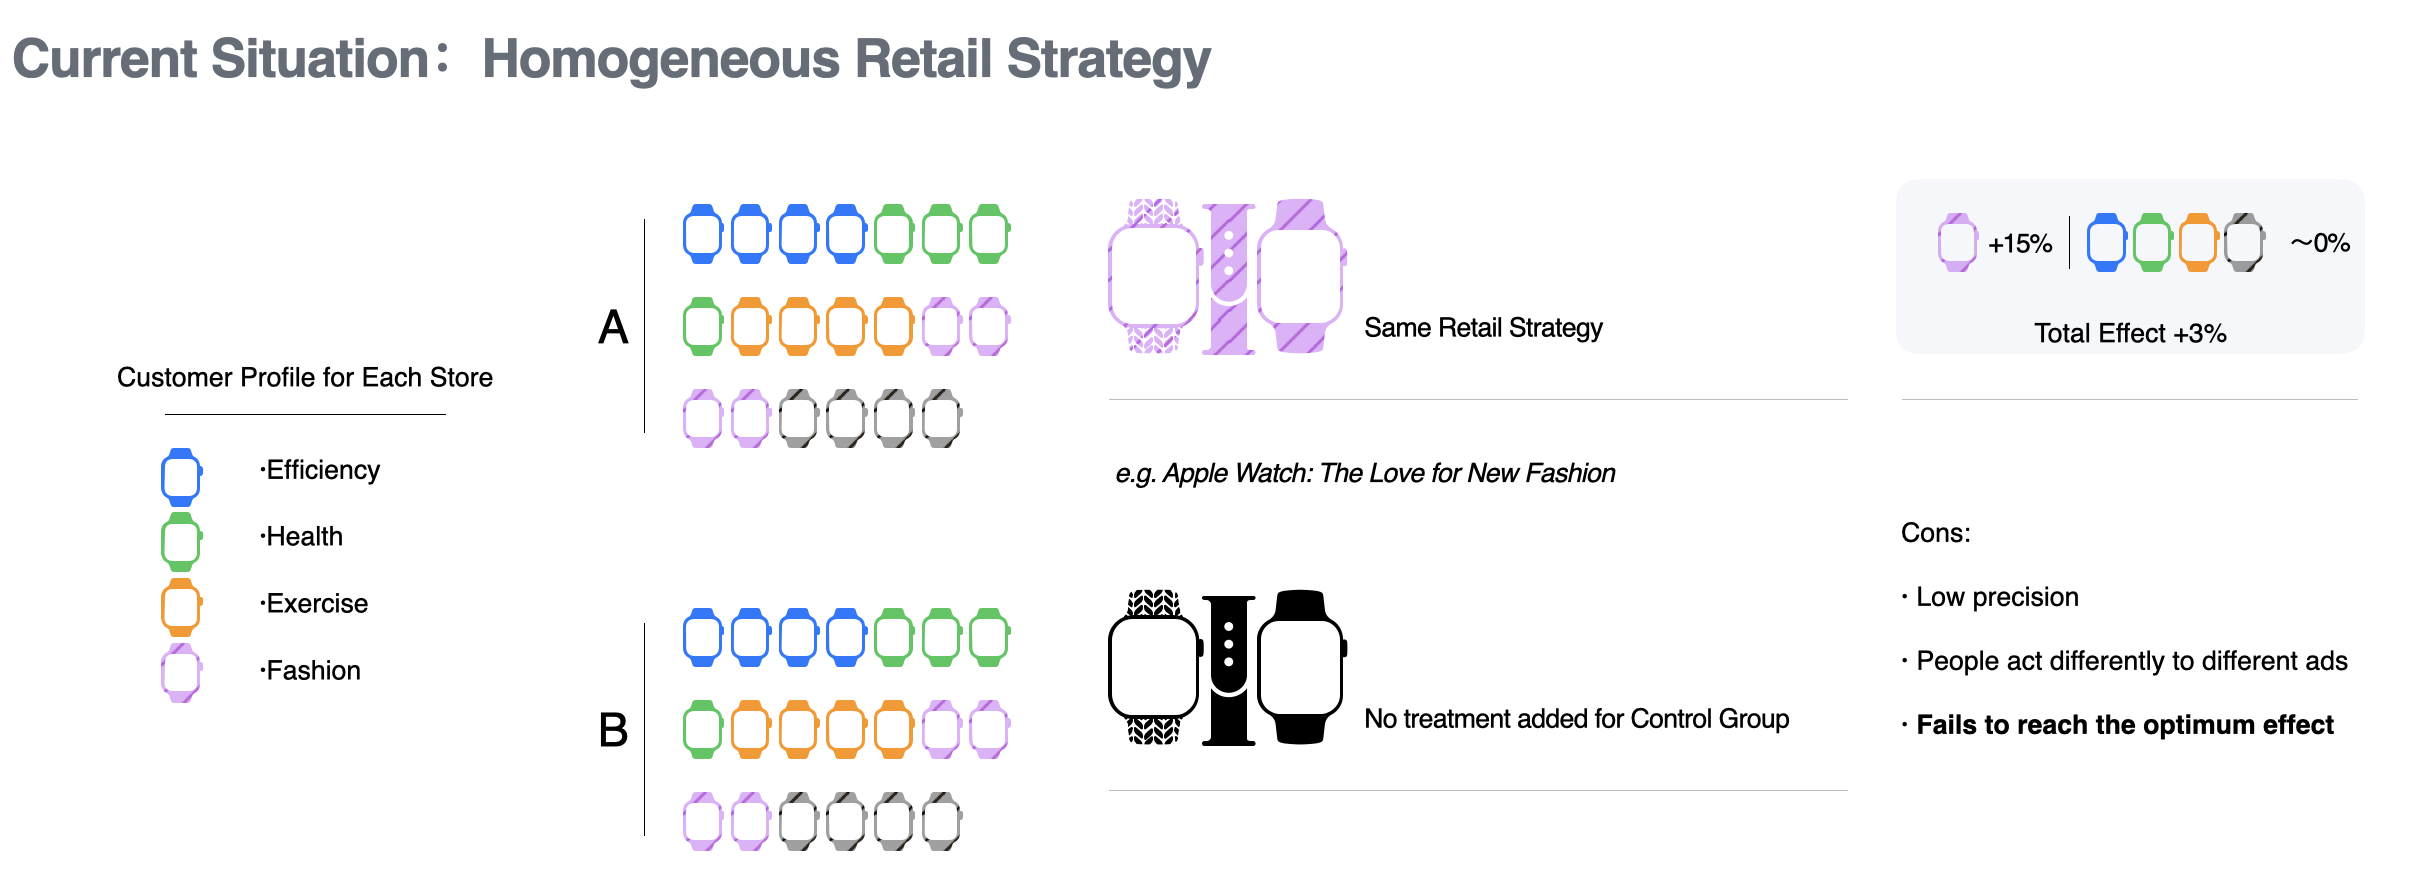 Current Situation：Homogeneous Retail Strategy
Customer Profile for Each Store
·Efficiency
·Health
·Exercise
·Fashion
A
Same Retail Strategy
e.g. Apple Watch: The Love for New Fashion
B
No treatment added for Control Group
+15%
~0%
Total Effect +3%
Cons:
· Low precision
· People act differently to different ads
· Fails to reach the optimum effect